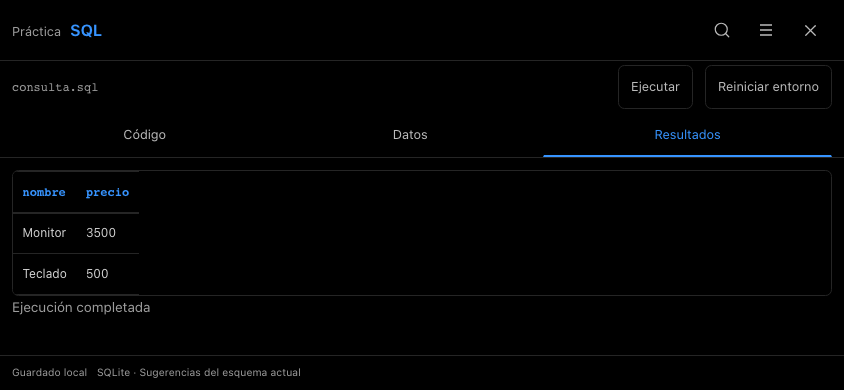 Práctica SQL
consulta.sql Ejecutar Reiniciar entorno
Código Datos Resultados
nombre precio
Monitor 3500
Teclado 500
Ejecución completada
Guardado local SQLite · Sugerencias del esquema actual